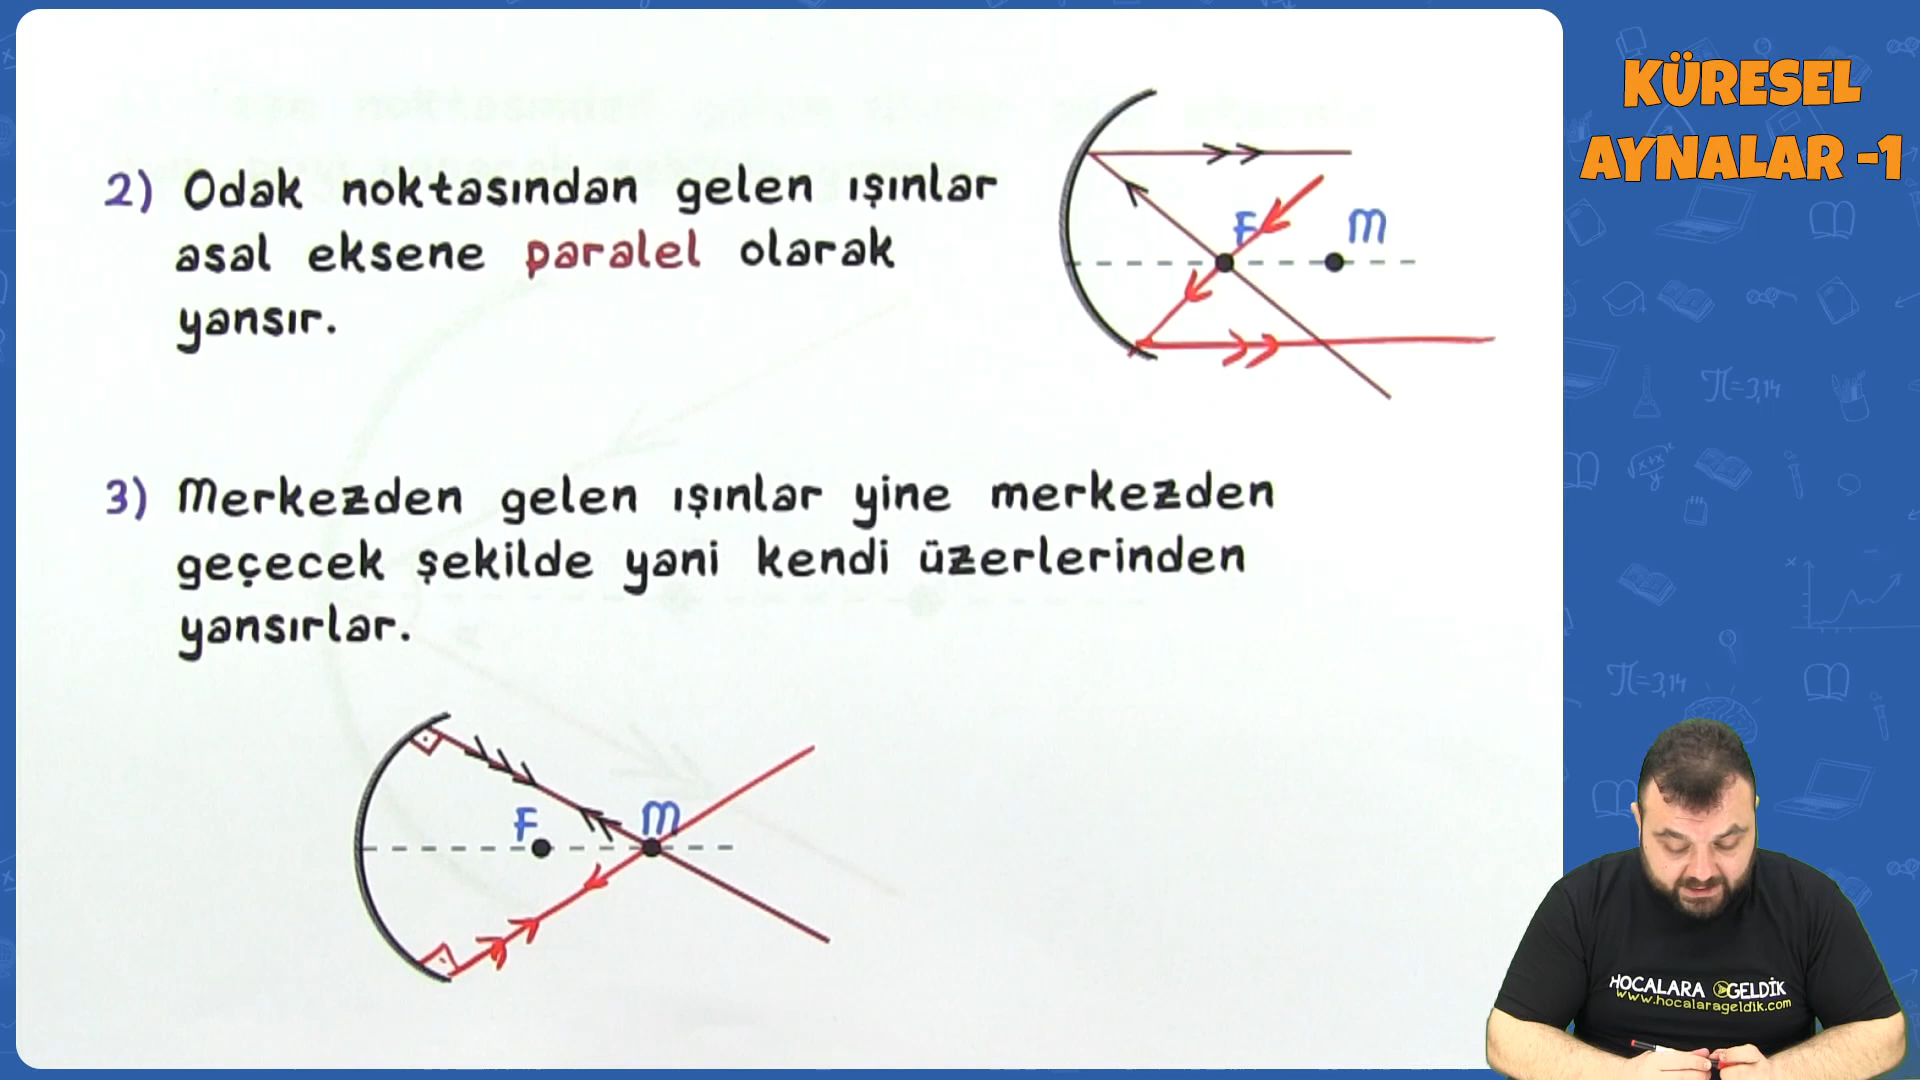 KÜRESEL
AYNALAR -1
2) Odak noktasından gelen ışınlar
asal eksene paralel olarak
yansır.
F
M
3) Merkezden gelen ışınlar yine merkezden
geçecek şekilde yani kendi üzerlerinden
yansırlar.
F
M
π=3,14
π=3,14
HOCALARA GELDİK
www.hocalarageldik.com